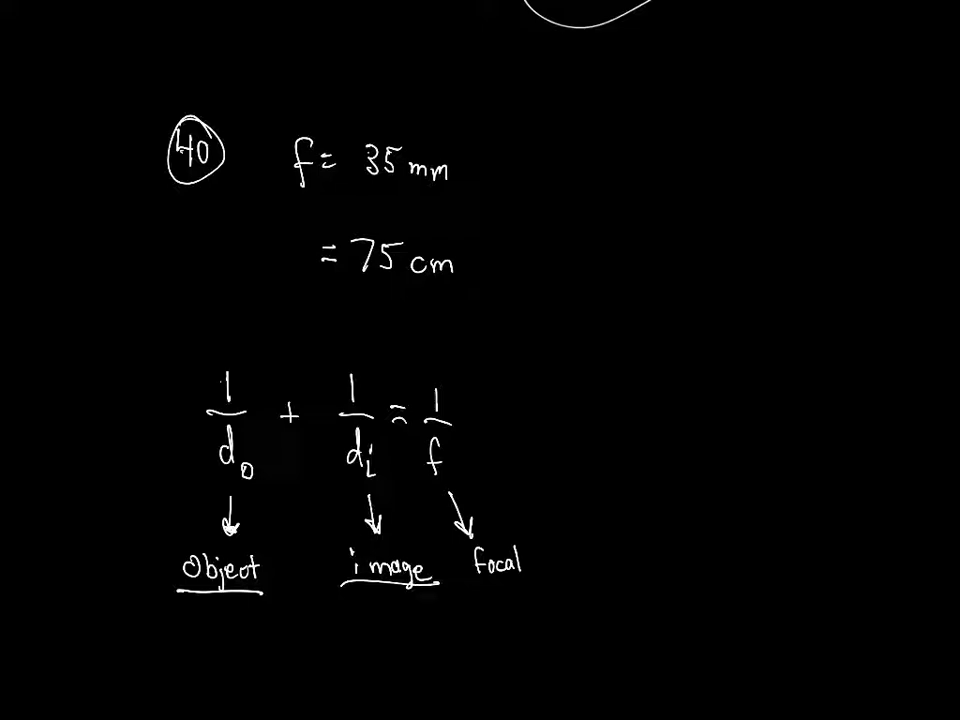 40 f = 35 mm
= 75 cm
1/d₀ + 1/dᵢ = 1/f
Object image focal